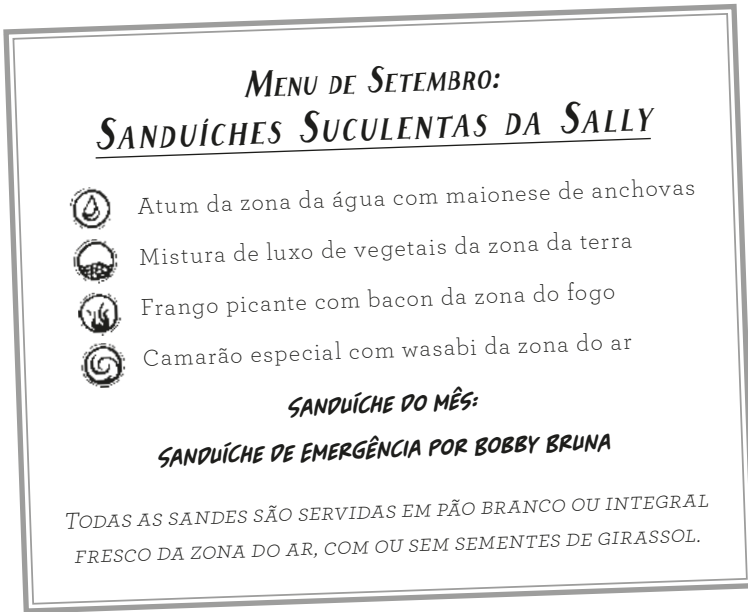 Menu de Setembro:
Sanduíches Suculentas da Sally
Atum da zona da água com maionese de anchovas
Mistura de luxo de vegetais da zona da terra
Frango picante com bacon da zona do fogo
Camarão especial com wasabi da zona do ar
SANDUÍCHE DO MÊS:
SANDUÍCHE DE EMERGÊNCIA POR BOBBY BRUNA
Todas as sandes são servidas em pão branco ou integral
fresco da zona do ar, com ou sem sementes de girassol.